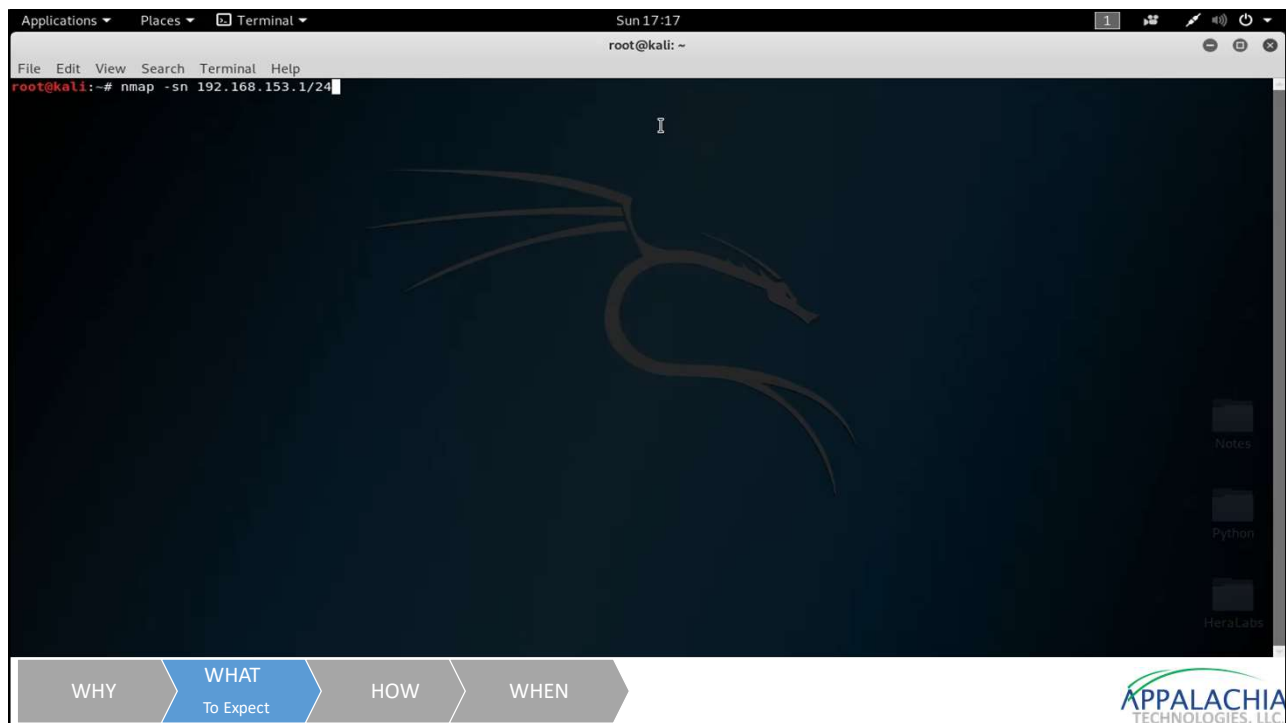 Applications Places Terminal Sun 17:17 1
root@kali: ~
File Edit View Search Terminal Help
root@kali:~# nmap -sn 192.168.153.1/24
Notes
Python
HeraLabs
WHY
WHAT
To Expect
HOW
WHEN
APPALACHIA
TECHNOLOGIES, LLC